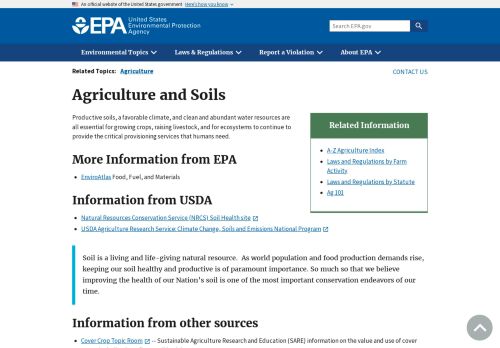 An official website of the United States government Here's how you know
EPA United States
Environmental Protection
Agency
Search EPA.gov
Environmental Topics
Laws & Regulations
Report a Violation
About EPA
Related Topics: Agriculture
CONTACT US
Agriculture and Soils
Productive soils, a favorable climate, and clean and abundant water resources are
all essential for growing crops, raising livestock, and for ecosystems to continue to
provide the critical provisioning services that humans need.
More Information from EPA
EnviroAtlas Food, Fuel, and Materials
Information from USDA
Natural Resources Conservation Service (NRCS) Soil Health site
USDA Agriculture Research Service: Climate Change, Soils and Emissions National Program
Related Information
A-Z Agriculture Index
Laws and Regulations by Farm
Activity
Laws and Regulations by Statute
Ag 101
Soil is a living and life-giving natural resource. As world population and food production demands rise,
keeping our soil healthy and productive is of paramount importance. So much so that we believe
improving the health of our Nation's soil is one of the most important conservation endeavors of our
time.
Information from other sources
Cover Crop Topic Room -- Sustainable Agriculture Research and Education (SARE) information on the value and use of cover